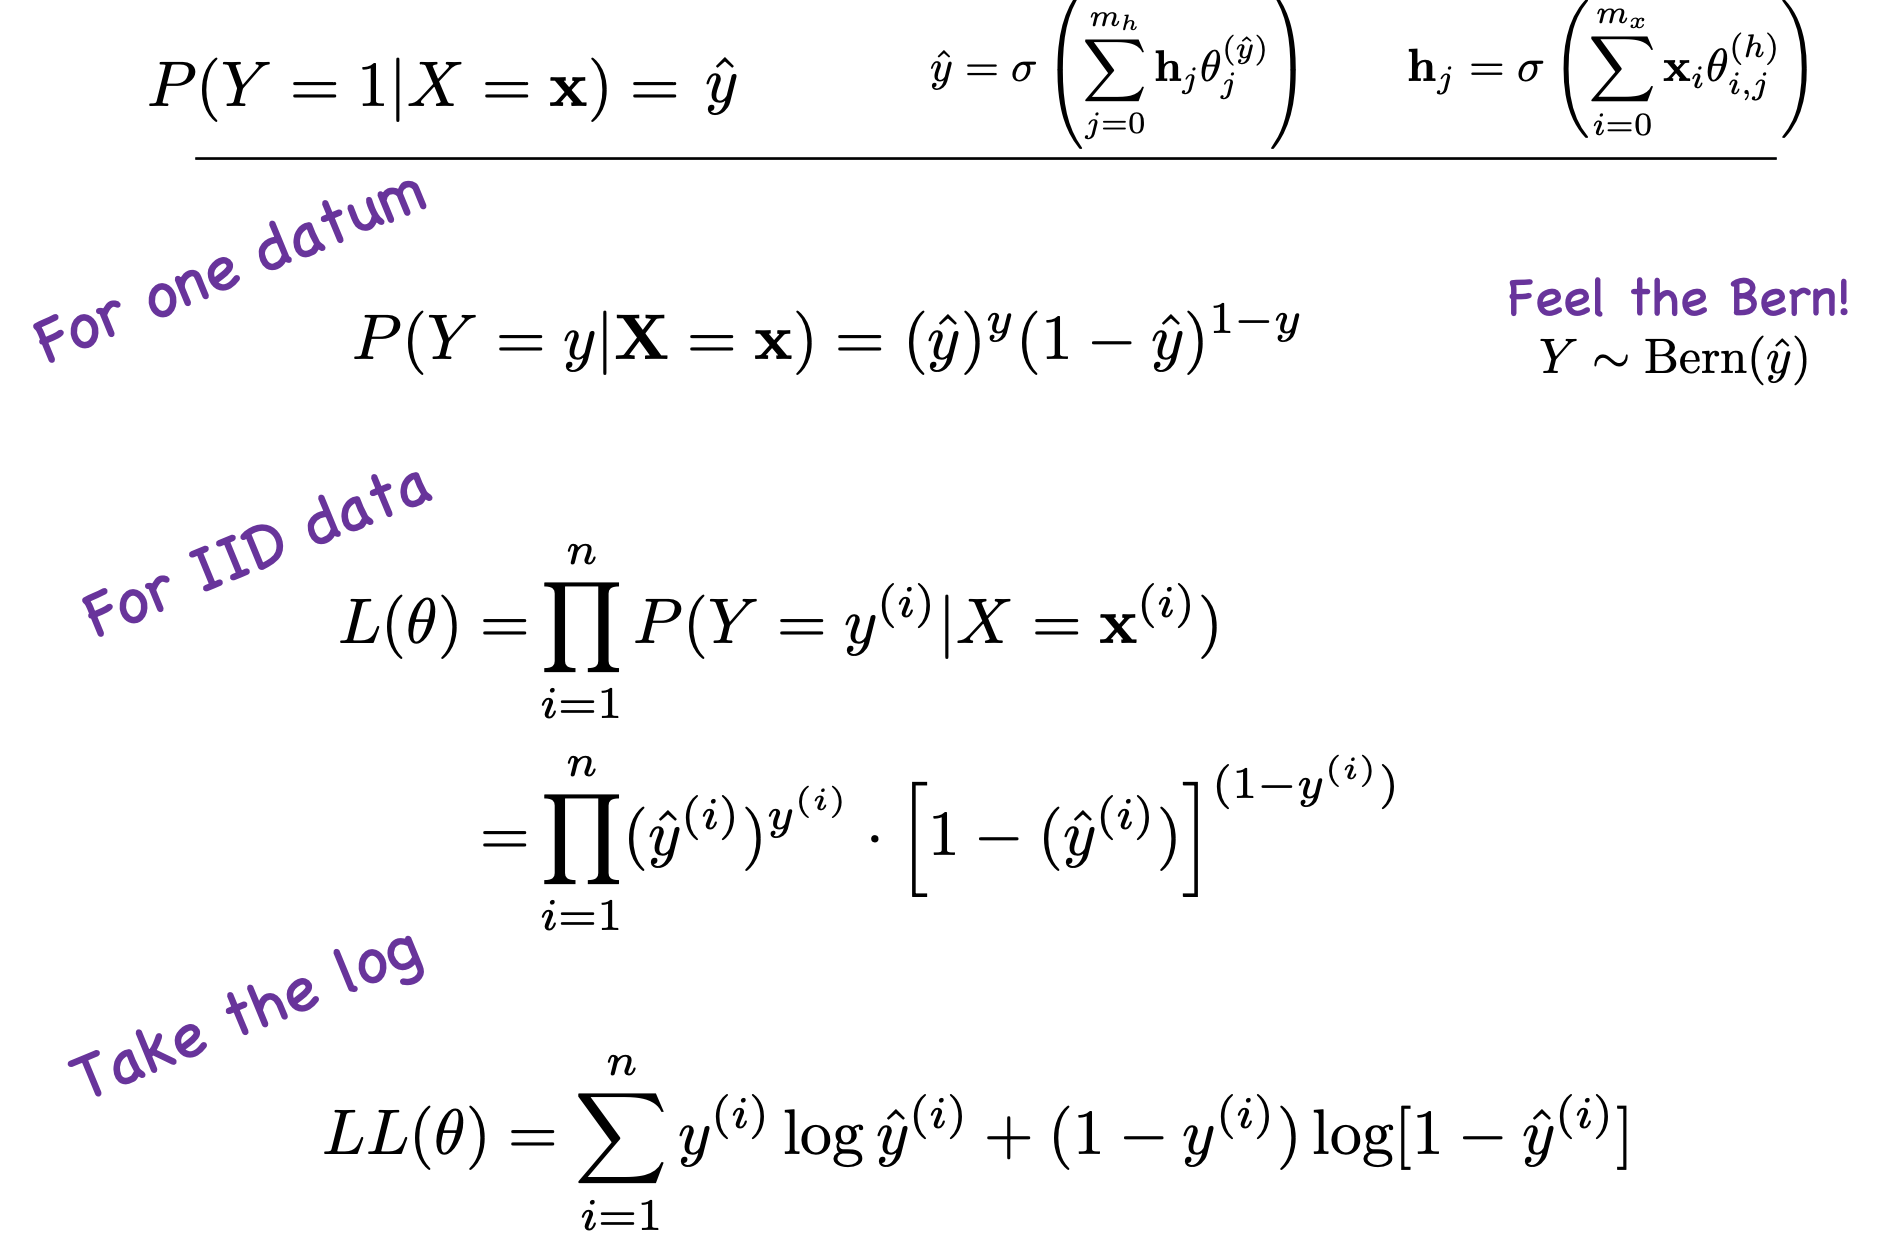 P(Y = 1|X = 𝐱) = ŷ
ŷ = σ ( ∑_{j=0}^{m_h} 𝐡_j θ_j^{(ŷ)} )
𝐡_j = σ ( ∑_{i=0}^{m_x} 𝐱_i θ_{i,j}^{(h)} )
For one datum
P(Y = y|𝐗 = 𝐱) = (ŷ)^y (1 − ŷ)^{1−y}
Feel the Bern!
Y ∼ Bern(ŷ)
For IID data
L(θ) = ∏_{i=1}^{n} P(Y = y^{(i)}|X = 𝐱^{(i)})
= ∏_{i=1}^{n} (ŷ^{(i)})^{y^{(i)}} · [1 − (ŷ^{(i)})]^{(1−y^{(i)})}
Take the log
LL(θ) = ∑_{i=1}^{n} y^{(i)} log ŷ^{(i)} + (1 − y^{(i)}) log[1 − ŷ^{(i)}]